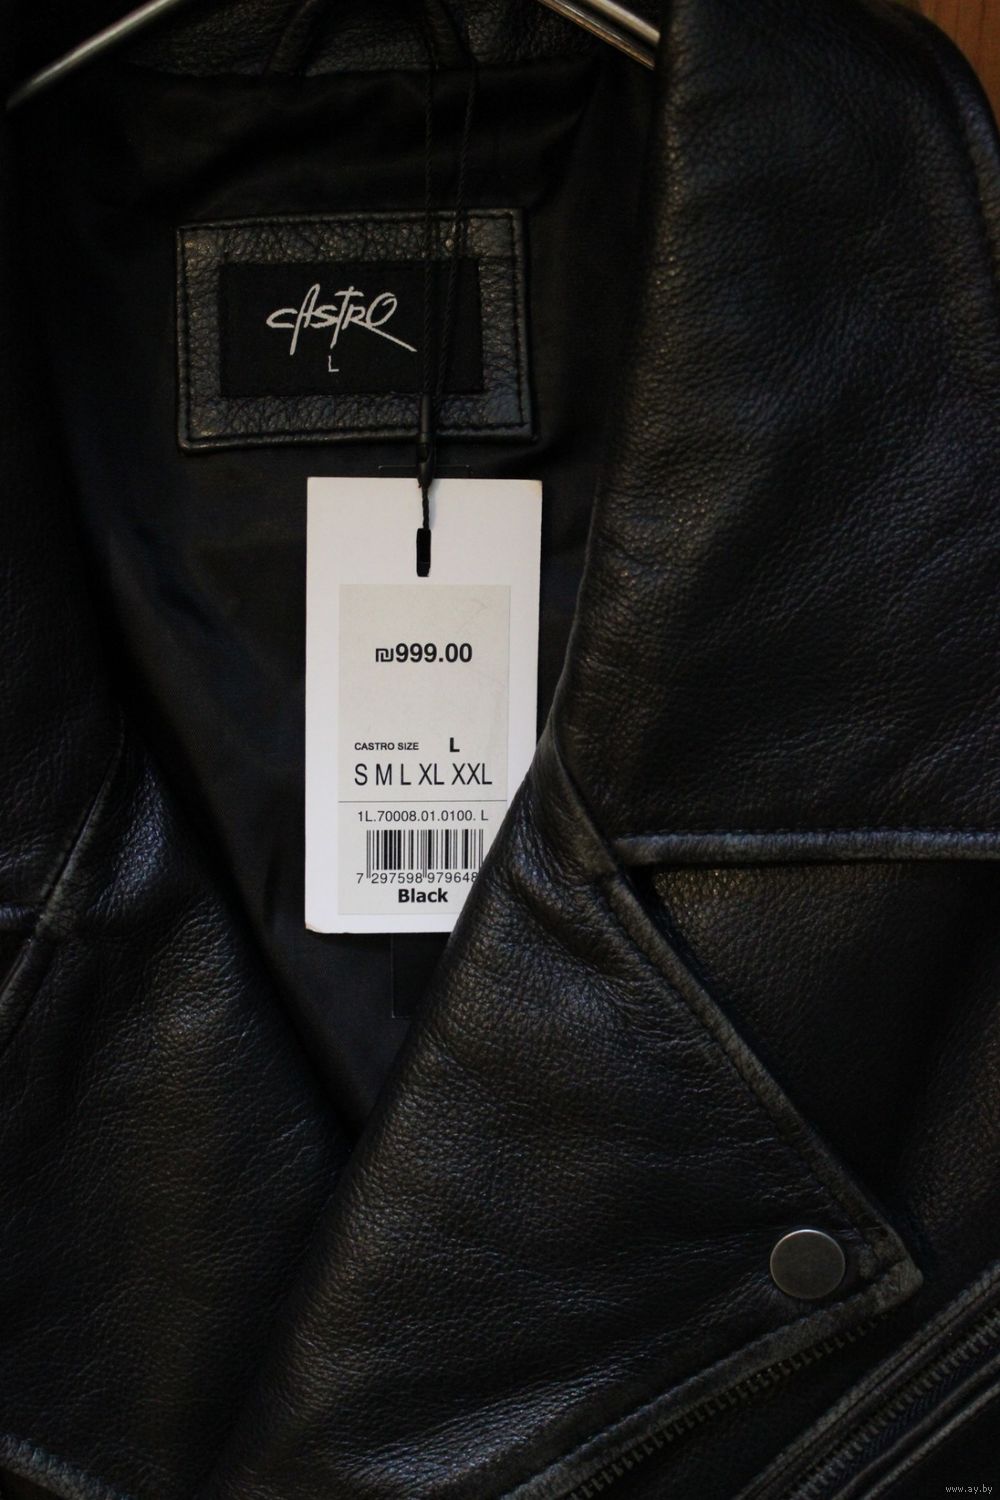 CASTRO
L
₪999.00
CASTRO SIZE L
S M L XL XXL
1L.70008.01.0100. L
7 297598 979648
Black
www.ay.by